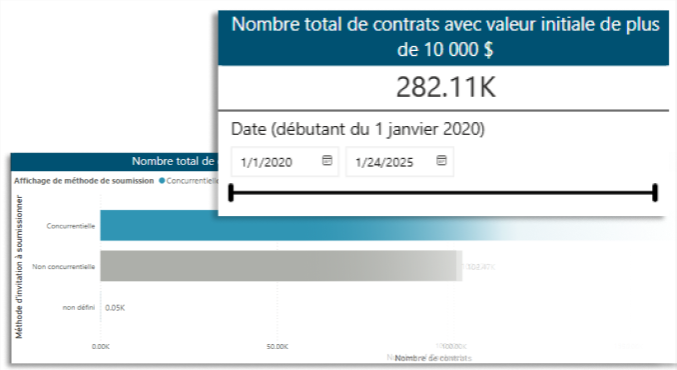 Nombre total de contrats avec valeur initiale de plus
de 10 000 $
282.11K
Date (débutant du 1 janvier 2020)
1/1/2020
1/24/2025
Nombre total de
Affichage de méthode de soumission
Concurrentielle
Méthode d'invitation à soumissionner
Concurrentielle
Non concurrentielle
non défini
0.05K
0.00K
50.00K
100.00K
Nombre de contrats